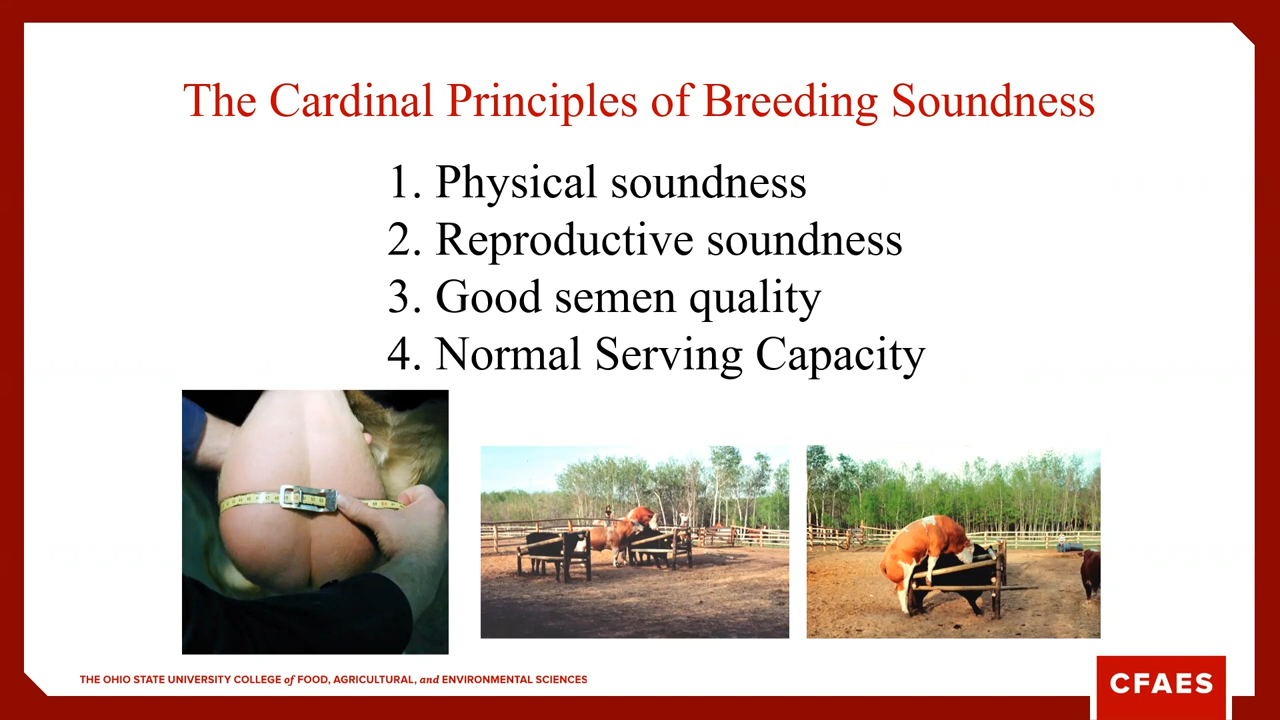 The Cardinal Principles of Breeding Soundness
1. Physical soundness
2. Reproductive soundness
3. Good semen quality
4. Normal Serving Capacity
THE OHIO STATE UNIVERSITY COLLEGE of FOOD, AGRICULTURAL, and ENVIRONMENTAL SCIENCES
CFAES